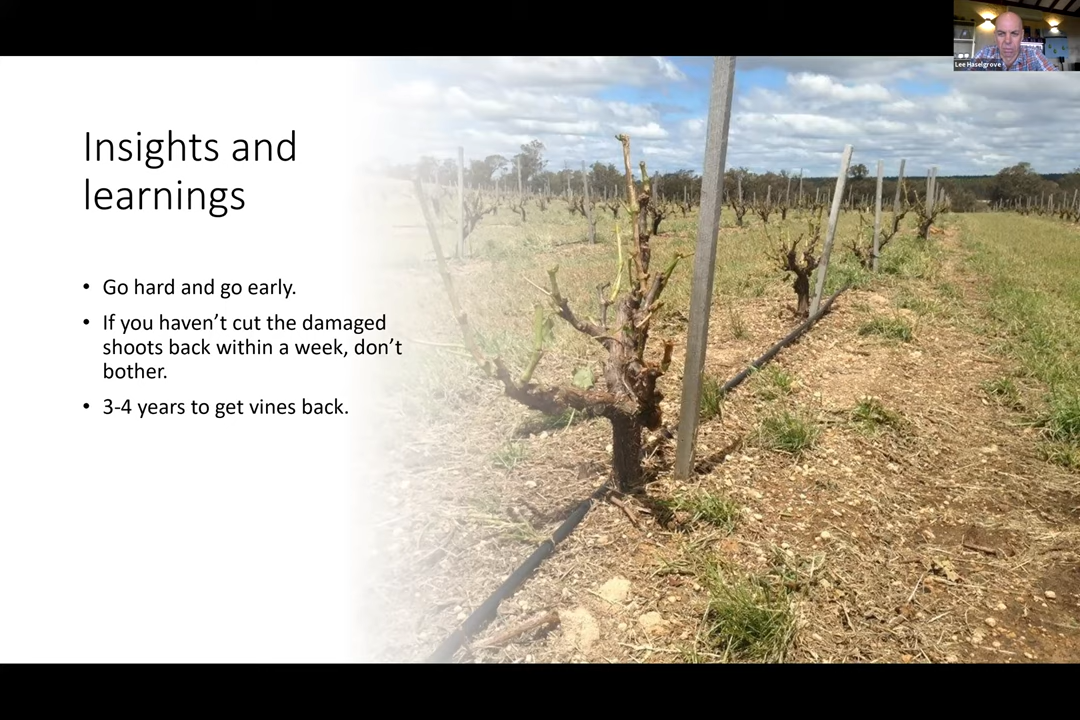 Lee Haselgrove
Insights and
learnings
• Go hard and go early.
• If you haven’t cut the damaged
shoots back within a week, don’t
bother.
• 3-4 years to get vines back.